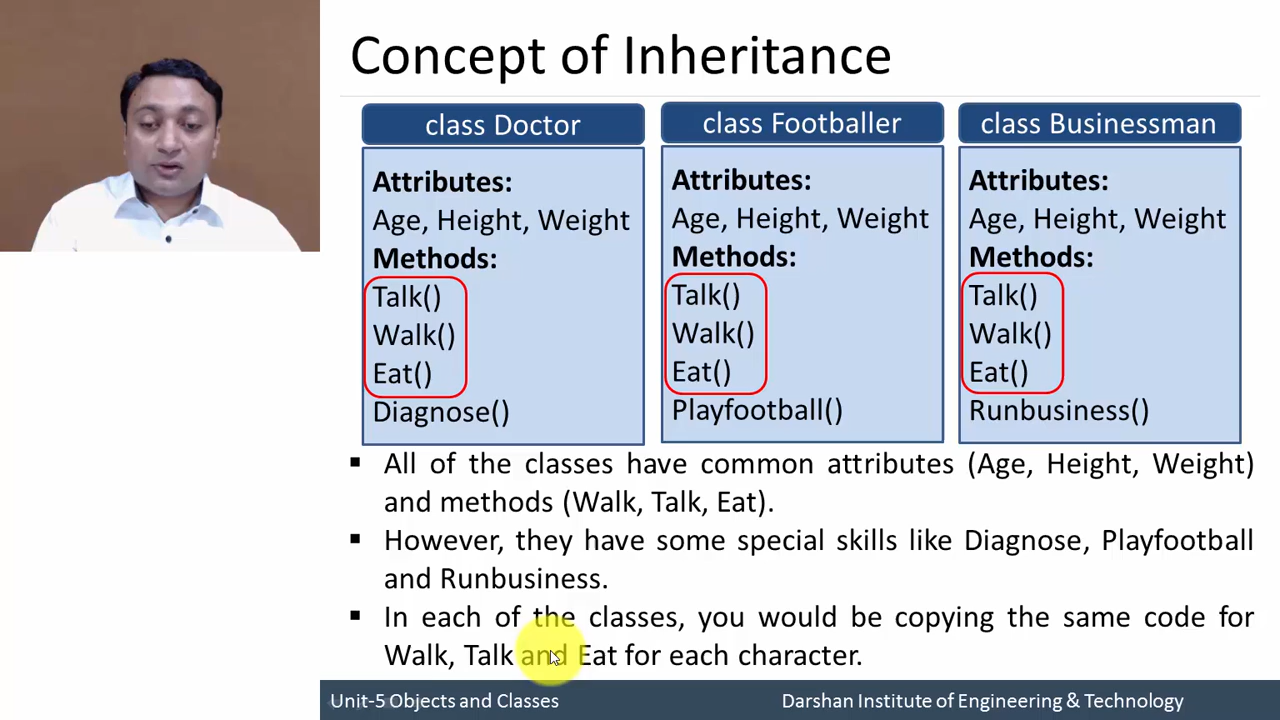 Concept of Inheritance
class Doctor
Attributes:
Age, Height, Weight
Methods:
Talk()
Walk()
Eat()
Diagnose()
class Footballer
Attributes:
Age, Height, Weight
Methods:
Talk()
Walk()
Eat()
Playfootball()
class Businessman
Attributes:
Age, Height, Weight
Methods:
Talk()
Walk()
Eat()
Runbusiness()
▪ All of the classes have common attributes (Age, Height, Weight)
and methods (Walk, Talk, Eat).
▪ However, they have some special skills like Diagnose, Playfootball
and Runbusiness.
▪ In each of the classes, you would be copying the same code for
Walk, Talk and Eat for each character.
Unit-5 Objects and Classes
Darshan Institute of Engineering & Technology